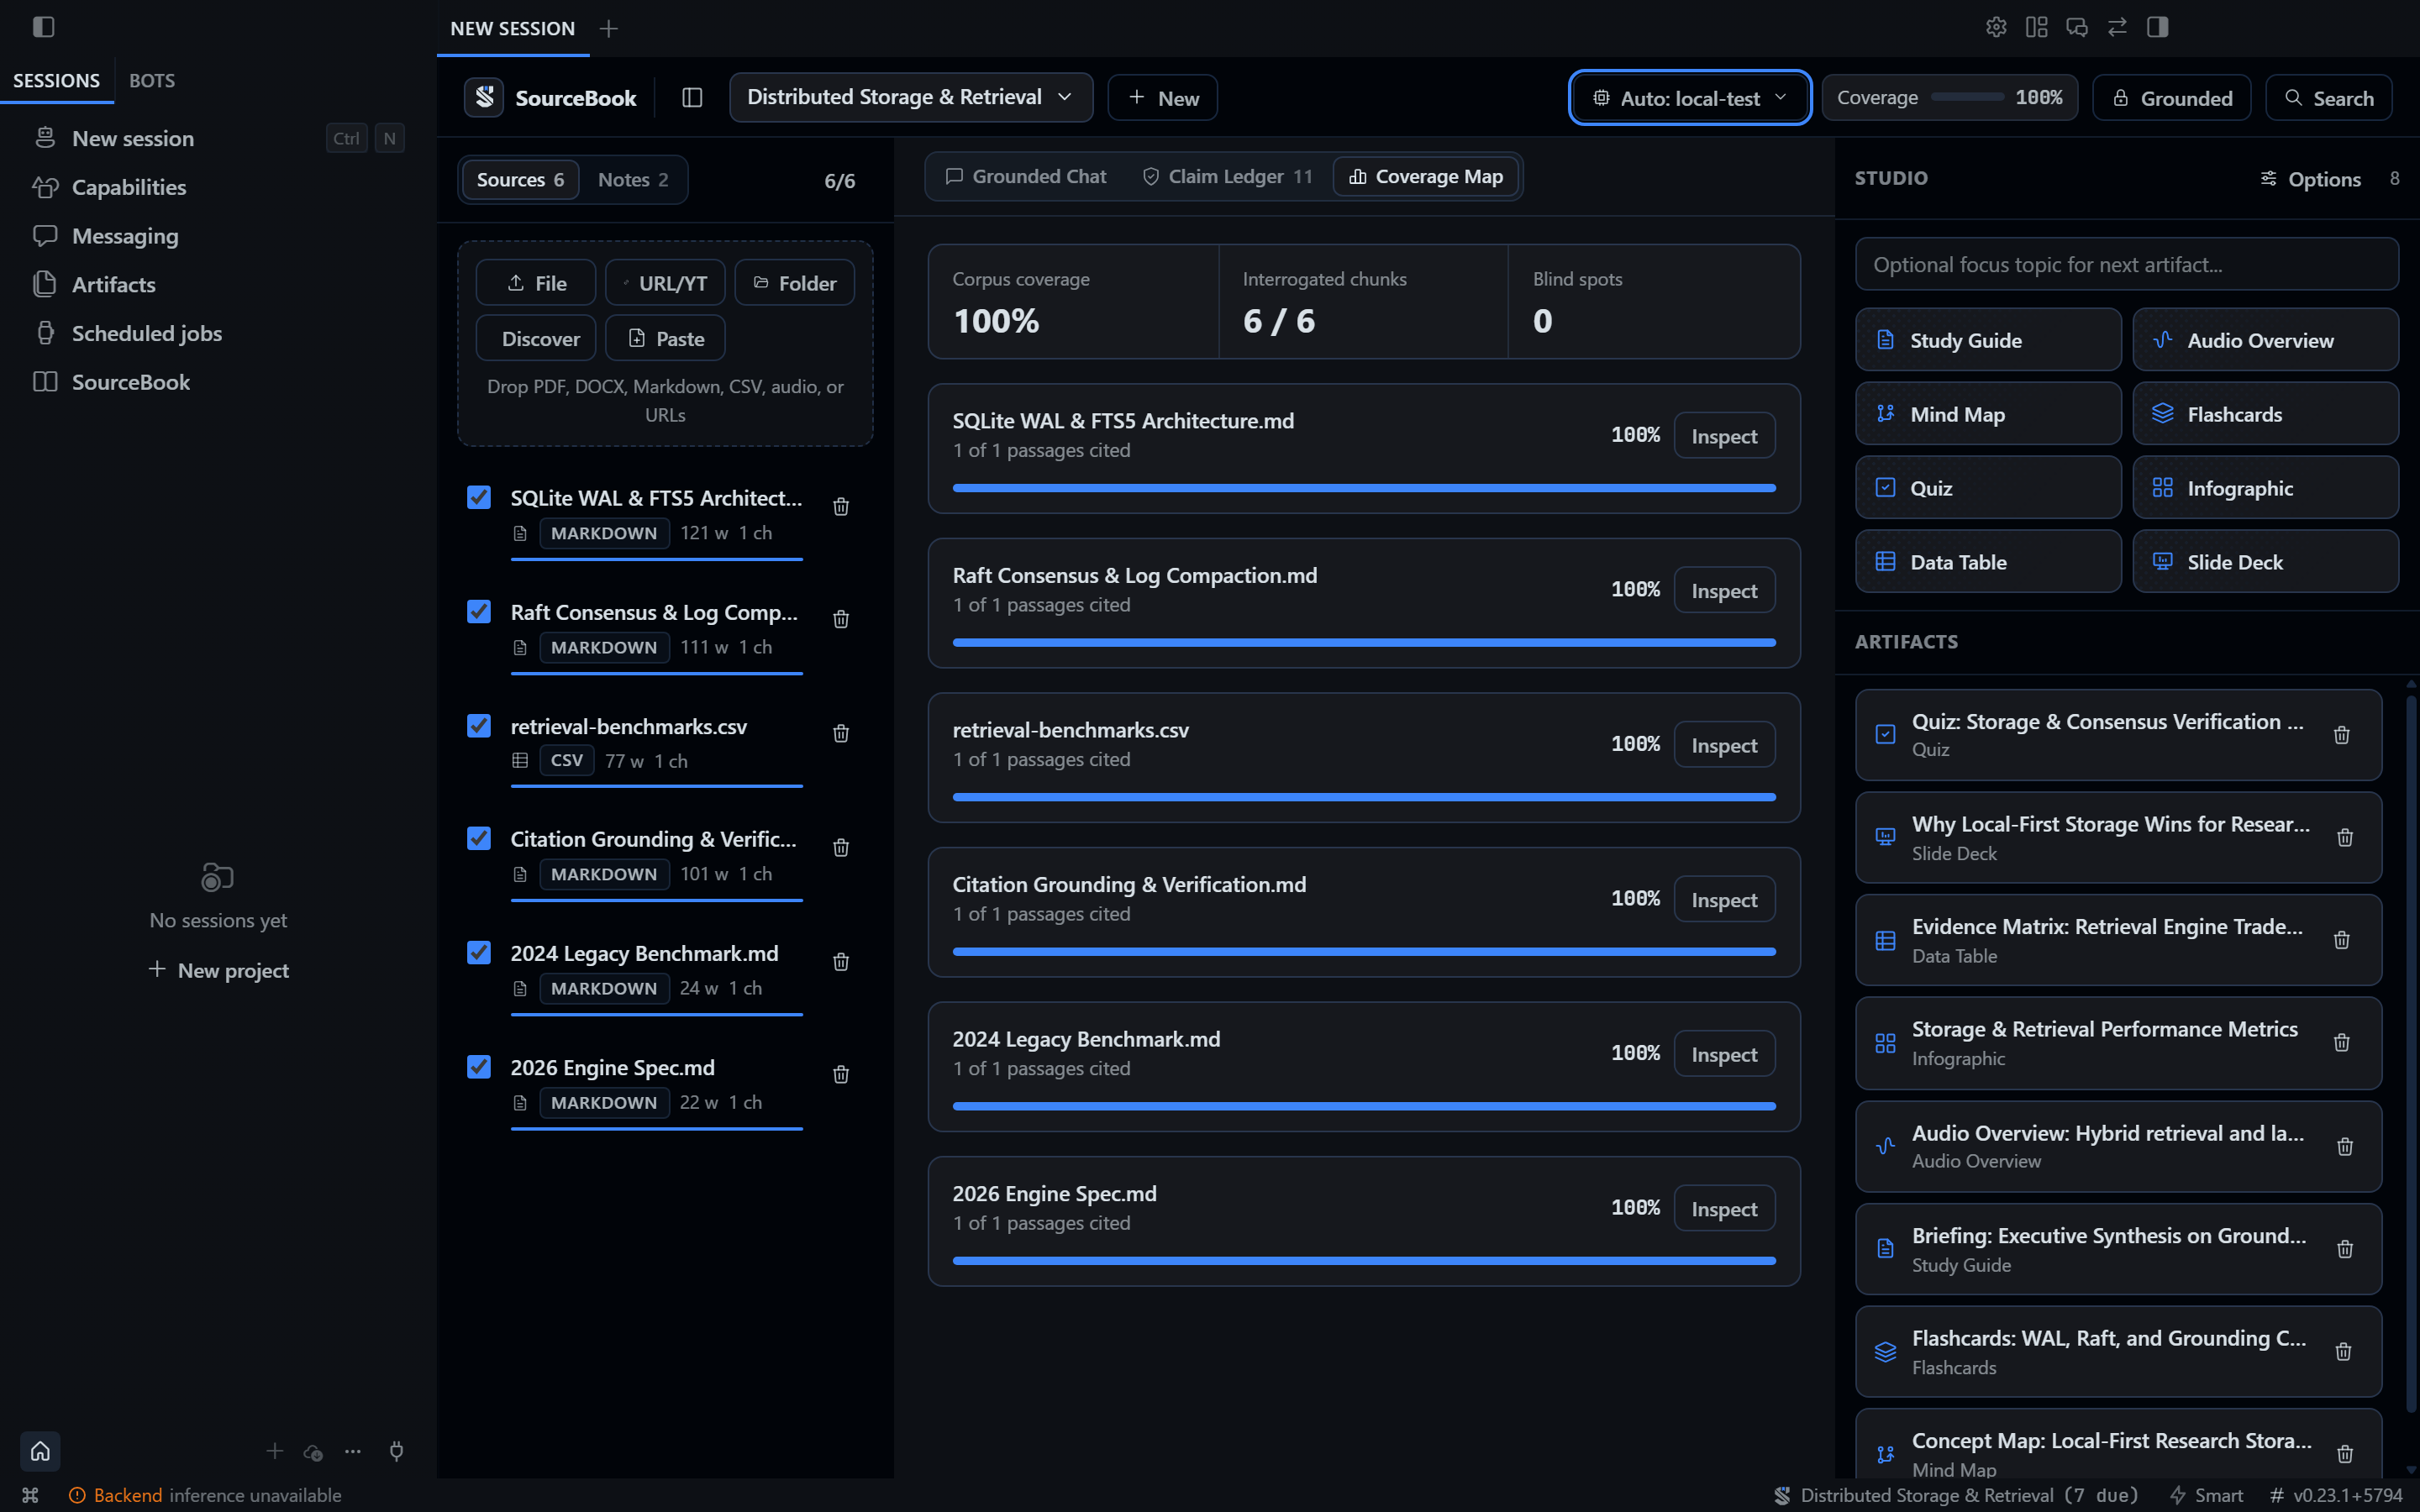 NEW SESSION
SESSIONS
BOTS
New session
Ctrl N
Capabilities
Messaging
Artifacts
Scheduled jobs
SourceBook
No sessions yet
New project
Backend inference unavailable
SourceBook
Distributed Storage & Retrieval
New
Auto: local-test
Coverage 100%
Grounded
Search
Sources 6
Notes 2
6/6
File
URL/YT
Folder
Discover
Paste
Drop PDF, DOCX, Markdown, CSV, audio, or
URLs
SQLite WAL & FTS5 Architect...
MARKDOWN 121 w 1 ch
Raft Consensus & Log Comp...
MARKDOWN 111 w 1 ch
retrieval-benchmarks.csv
CSV 77 w 1 ch
Citation Grounding & Verific...
MARKDOWN 101 w 1 ch
2024 Legacy Benchmark.md
MARKDOWN 24 w 1 ch
2026 Engine Spec.md
MARKDOWN 22 w 1 ch
Grounded Chat
Claim Ledger 11
Coverage Map
Corpus coverage
100%
Interrogated chunks
6 / 6
Blind spots
0
SQLite WAL & FTS5 Architecture.md
1 of 1 passages cited
100%
Inspect
Raft Consensus & Log Compaction.md
1 of 1 passages cited
100%
Inspect
retrieval-benchmarks.csv
1 of 1 passages cited
100%
Inspect
Citation Grounding & Verification.md
1 of 1 passages cited
100%
Inspect
2024 Legacy Benchmark.md
1 of 1 passages cited
100%
Inspect
2026 Engine Spec.md
1 of 1 passages cited
100%
Inspect
STUDIO
Options 8
Optional focus topic for next artifact...
Study Guide
Audio Overview
Mind Map
Flashcards
Quiz
Infographic
Data Table
Slide Deck
ARTIFACTS
Quiz: Storage & Consensus Verification ...
Quiz
Why Local-First Storage Wins for Resear...
Slide Deck
Evidence Matrix: Retrieval Engine Trade...
Data Table
Storage & Retrieval Performance Metrics
Infographic
Audio Overview: Hybrid retrieval and la...
Audio Overview
Briefing: Executive Synthesis on Ground...
Study Guide
Flashcards: WAL, Raft, and Grounding C...
Flashcards
Concept Map: Local-First Research Stora...
Mind Map
Distributed Storage & Retrieval (7 due)
Smart
# v0.23.1+5794